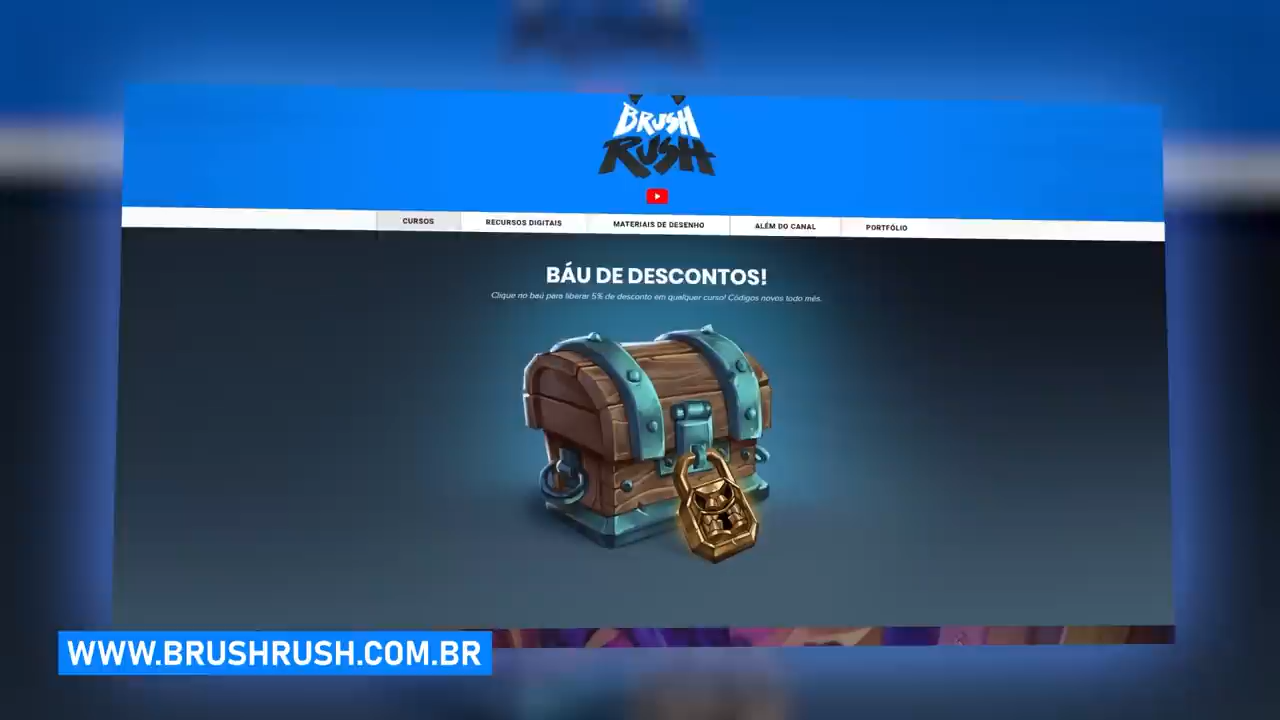 BRUSH
RUSH
CURSOS RECURSOS DIGITAIS MATERIAIS DE DESENHO ALÉM DO CANAL PORTFÓLIO
BÁU DE DESCONTOS!
Clique no baú para liberar 5% de desconto em qualquer curso! Códigos novos todo mês.
WWW.BRUSHRUSH.COM.BR